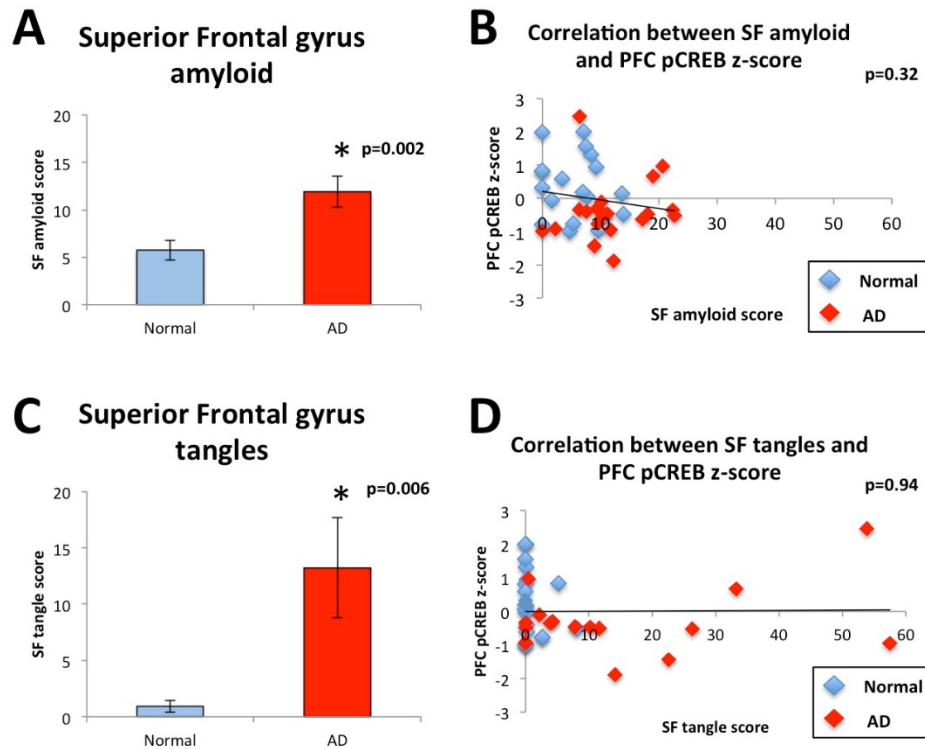 A
Superior Frontal gyrus
amyloid
SF amyloid score
20
15
10
5
0
*
p=0.002
Normal
AD
B
Correlation between SF amyloid
and PFC pCREB z-score
p=0.32
PFC pCREB z-score
3
2
1
0
-1
-2
-3
0
10
20
30
40
50
60
SF amyloid score
Normal
AD
C
Superior Frontal gyrus
tangles
SF tangle score
20
15
10
5
0
*
p=0.006
Normal
AD
D
Correlation between SF tangles and
PFC pCREB z-score
p=0.94
PFC pCREB z-score
3
2
1
0
-1
-2
-3
0
10
20
30
40
50
60
SF tangle score
Normal
AD